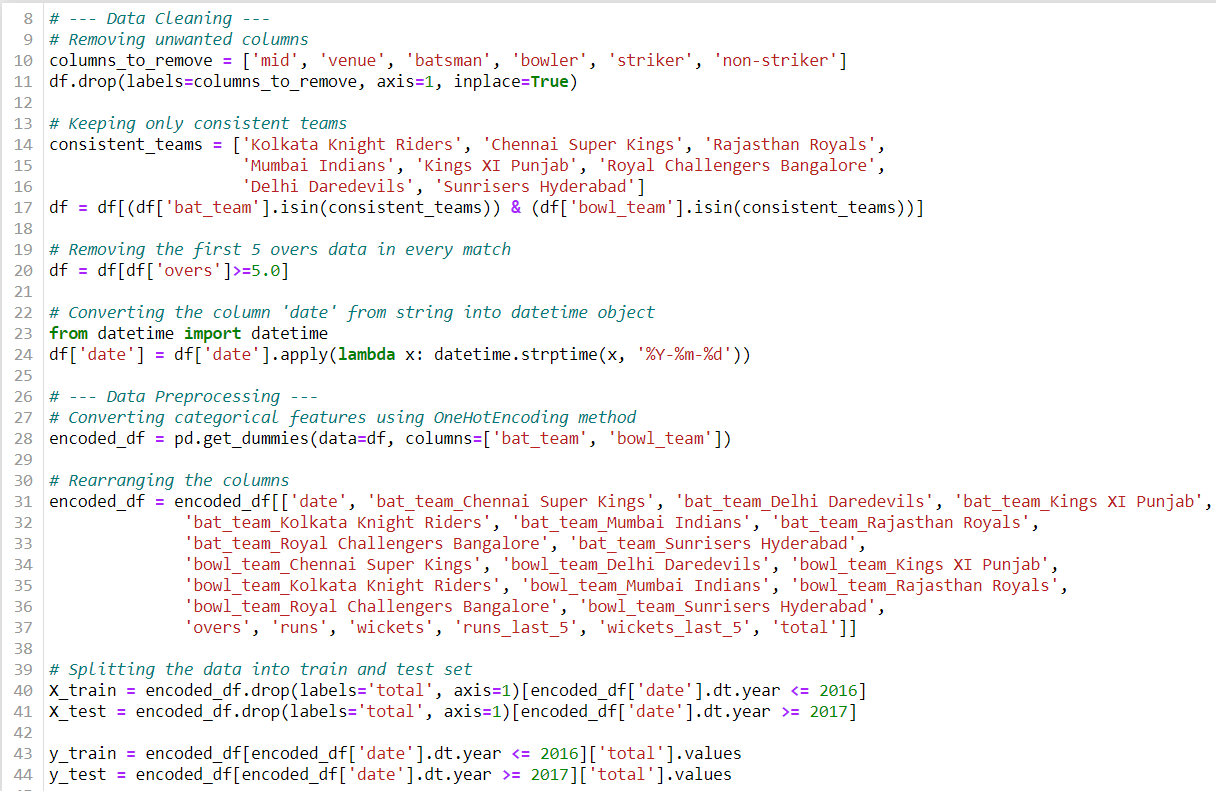 8 # --- Data Cleaning ---
9 # Removing unwanted columns
10 columns_to_remove = ['mid', 'venue', 'batsman', 'bowler', 'striker', 'non-striker']
11 df.drop(labels=columns_to_remove, axis=1, inplace=True)
12
13 # Keeping only consistent teams
14 consistent_teams = ['Kolkata Knight Riders', 'Chennai Super Kings', 'Rajasthan Royals',
15                     'Mumbai Indians', 'Kings XI Punjab', 'Royal Challengers Bangalore',
16                     'Delhi Daredevils', 'Sunrisers Hyderabad']
17 df = df[(df['bat_team'].isin(consistent_teams)) & (df['bowl_team'].isin(consistent_teams))]
18
19 # Removing the first 5 overs data in every match
20 df = df[df['overs']>=5.0]
21
22 # Converting the column 'date' from string into datetime object
23 from datetime import datetime
24 df['date'] = df['date'].apply(lambda x: datetime.strptime(x, '%Y-%m-%d'))
25
26 # --- Data Preprocessing ---
27 # Converting categorical features using OneHotEncoding method
28 encoded_df = pd.get_dummies(data=df, columns=['bat_team', 'bowl_team'])
29
30 # Rearranging the columns
31 encoded_df = encoded_df[['date', 'bat_team_Chennai Super Kings', 'bat_team_Delhi Daredevils', 'bat_team_Kings XI Punjab',
32               'bat_team_Kolkata Knight Riders', 'bat_team_Mumbai Indians', 'bat_team_Rajasthan Royals',
33               'bat_team_Royal Challengers Bangalore', 'bat_team_Sunrisers Hyderabad',
34               'bowl_team_Chennai Super Kings', 'bowl_team_Delhi Daredevils', 'bowl_team_Kings XI Punjab',
35               'bowl_team_Kolkata Knight Riders', 'bowl_team_Mumbai Indians', 'bowl_team_Rajasthan Royals',
36               'bowl_team_Royal Challengers Bangalore', 'bowl_team_Sunrisers Hyderabad',
37               'overs', 'runs', 'wickets', 'runs_last_5', 'wickets_last_5', 'total']]
38
39 # Splitting the data into train and test set
40 X_train = encoded_df.drop(labels='total', axis=1)[encoded_df['date'].dt.year <= 2016]
41 X_test = encoded_df.drop(labels='total', axis=1)[encoded_df['date'].dt.year >= 2017]
42
43 y_train = encoded_df[encoded_df['date'].dt.year <= 2016]['total'].values
44 y_test = encoded_df[encoded_df['date'].dt.year >= 2017]['total'].values